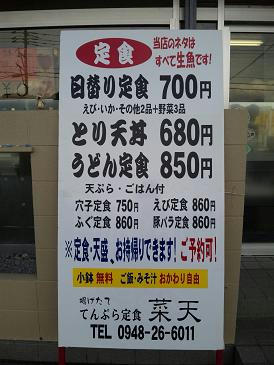 定食
当店のネタは
すべて生魚です!
日替り定食 700円
えび・いか・その他2品+野菜3品
とり天丼 680円
うどん定食 850円
天ぷら・ごはん付
穴子定食 750円 えび定食 860円
ふぐ定食 860円 豚バラ定食 860円
※定食・天盛、お持帰りできます!ご予約可!
小鉢無料 ご飯・みそ汁おかわり自由
揚げたて
てんぷら定食 菜天
TEL 0948-26-6011